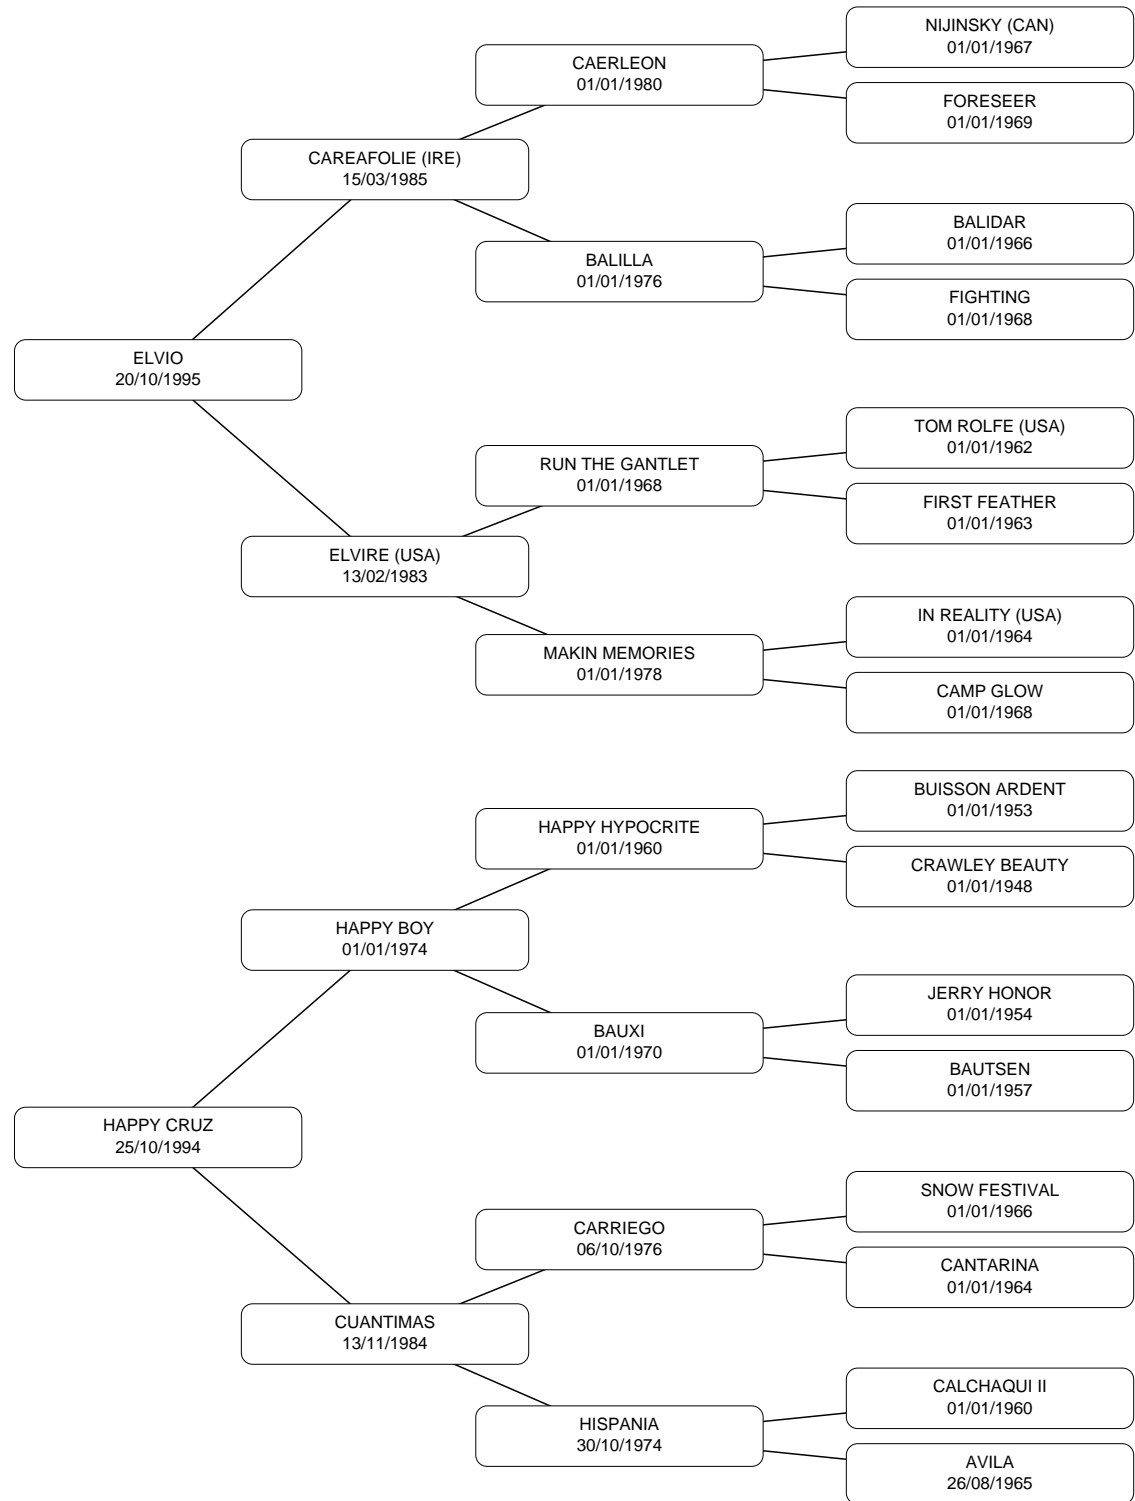 NIJINSKY (CAN)
01/01/1967
CAERLEON
01/01/1980
FORESEER
01/01/1969
CAREAFOLIE (IRE)
15/03/1985
BALIDAR
01/01/1966
BALILLA
01/01/1976
FIGHTING
01/01/1968
ELVIO
20/10/1995
TOM ROLFE (USA)
01/01/1962
RUN THE GANTLET
01/01/1968
FIRST FEATHER
01/01/1963
ELVIRE (USA)
13/02/1983
IN REALITY (USA)
01/01/1964
MAKIN MEMORIES
01/01/1978
CAMP GLOW
01/01/1968
BUISSON ARDENT
01/01/1953
HAPPY HYPOCRITE
01/01/1960
CRAWLEY BEAUTY
01/01/1948
HAPPY BOY
01/01/1974
JERRY HONOR
01/01/1954
BAUXI
01/01/1970
BAUTSEN
01/01/1957
HAPPY CRUZ
25/10/1994
SNOW FESTIVAL
01/01/1966
CARRIEGO
06/10/1976
CANTARINA
01/01/1964
CUANTIMAS
13/11/1984
CALCHAQUI II
01/01/1960
HISPANIA
30/10/1974
AVILA
26/08/1965